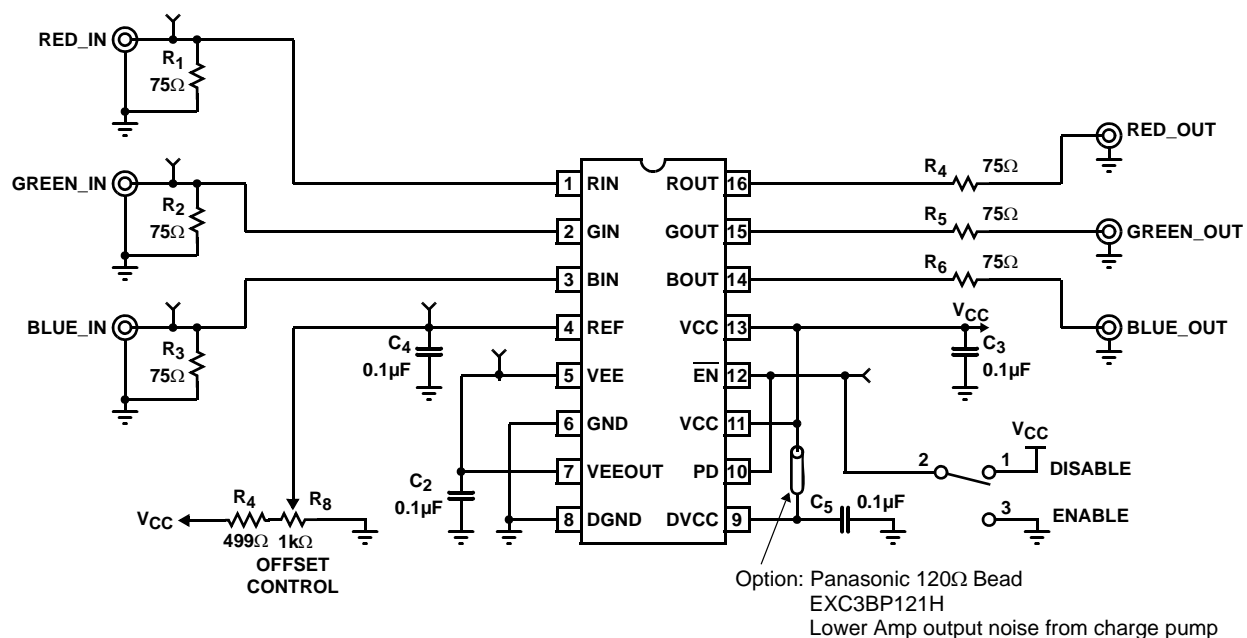 RED_IN
R1
75Ω
GREEN_IN
R2
75Ω
BLUE_IN
R3
75Ω
C4
0.1µF
C2
0.1µF
VCC
R4
499Ω
R8
1kΩ
OFFSET
CONTROL
1 RIN ROUT 16
2 GIN GOUT 15
3 BIN BOUT 14
4 REF VCC 13
5 VEE EN 12
6 GND VCC 11
7 VEEOUT PD 10
8 DGND DVCC 9
R4 75Ω
RED_OUT
R5 75Ω
GREEN_OUT
R6 75Ω
BLUE_OUT
VCC
C3
0.1µF
VCC
2 1 DISABLE
3 ENABLE
C5 0.1µF
Option: Panasonic 120Ω Bead
EXC3BP121H
Lower Amp output noise from charge pump